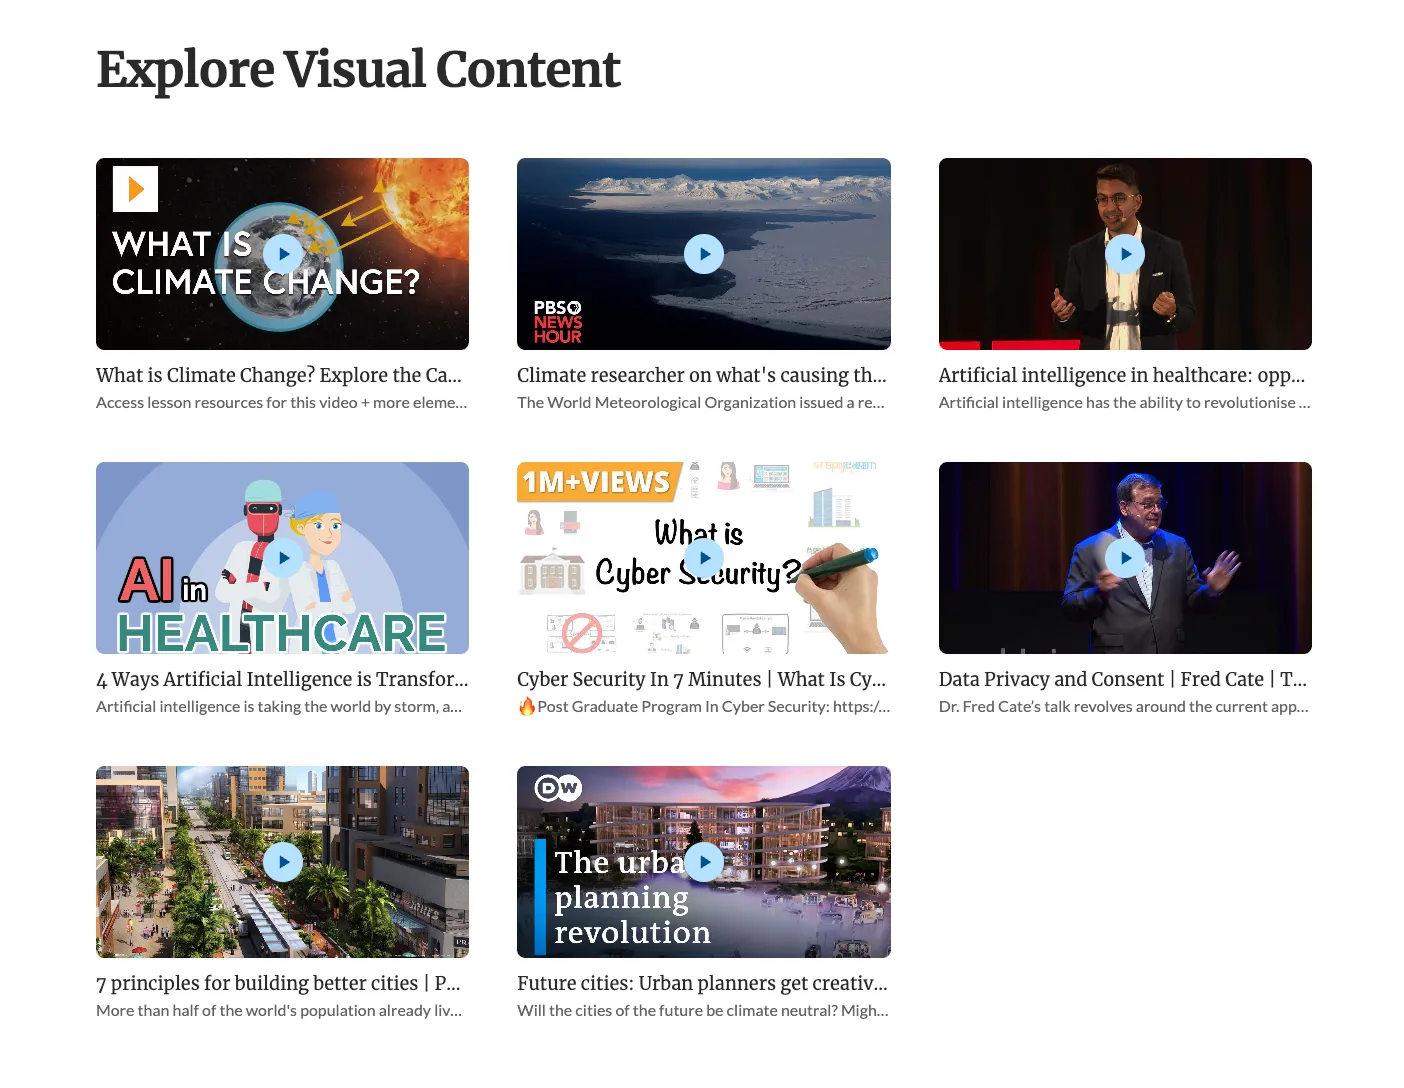 Explore Visual Content
WHAT IS
CLIMATE CHANGE?
PBS
NEWS
HOUR
What is Climate Change? Explore the Ca...
Access lesson resources for this video + more eleme...
Climate researcher on what's causing th...
The World Meteorological Organization issued a re...
Artificial intelligence in healthcare: opp...
Artificial intelligence has the ability to revolutionise ...
AI in
HEALTHCARE
1M+VIEWS
What is
Cyber Security?
4 Ways Artificial Intelligence is Transfor...
Artificial intelligence is taking the world by storm, a...
Cyber Security In 7 Minutes | What Is Cy...
🔥Post Graduate Program In Cyber Security: https:/...
Data Privacy and Consent | Fred Cate | T...
Dr. Fred Cate’s talk revolves around the current app...
DW
The urba
planning
revolution
7 principles for building better cities | P...
More than half of the world's population already liv...
Future cities: Urban planners get creativ...
Will the cities of the future be climate neutral? Migh...